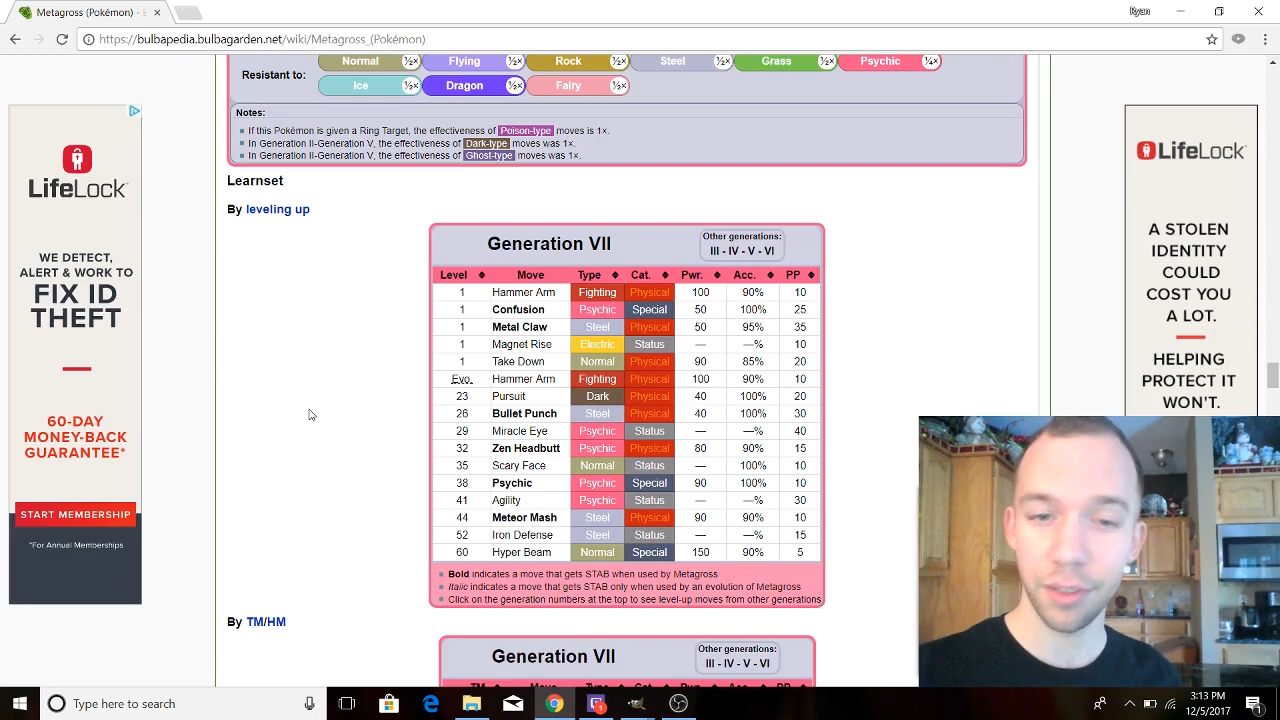 Metagross (Pokémon) - B
Ryan
https://bulbapedia.bulbagarden.net/wiki/Metagross_(Pokémon)
Normal ½× Flying ½× Rock ½× Steel ½× Grass ½× Psychic ¼×
Resistant to:
Ice ½× Dragon ½× Fairy ½×
Notes:
If this Pokémon is given a Ring Target, the effectiveness of Poison-type moves is 1×.
In Generation II-Generation V, the effectiveness of Dark-type moves was 1×.
In Generation II-Generation V, the effectiveness of Ghost-type moves was 1×.
Learnset
By leveling up
Generation VII
Other generations:
III - IV - V - VI
Level Move Type Cat. Pwr. Acc. PP
1 Hammer Arm Fighting Physical 100 90% 10
1 Confusion Psychic Special 50 100% 25
1 Metal Claw Steel Physical 50 95% 35
1 Magnet Rise Electric Status — —% 10
1 Take Down Normal Physical 90 85% 20
Evo. Hammer Arm Fighting Physical 100 90% 10
23 Pursuit Dark Physical 40 100% 20
26 Bullet Punch Steel Physical 40 100% 30
29 Miracle Eye Psychic Status — —% 40
32 Zen Headbutt Psychic Physical 80 90% 15
35 Scary Face Normal Status — 100% 10
38 Psychic Psychic Special 90 100% 10
41 Agility Psychic Status — —% 30
44 Meteor Mash Steel Physical 90 90% 10
52 Iron Defense Steel Status — —% 15
60 Hyper Beam Normal Special 150 90% 5
Bold indicates a move that gets STAB when used by Metagross
Italic indicates a move that gets STAB only when used by an evolution of Metagross
Click on the generation numbers at the top to see level-up moves from other generations
By TM/HM
Generation VII
Other generations:
III - IV - V - VI
TM Move Type Cat. Pwr. Acc. PP
LifeLock
WE DETECT,
ALERT & WORK TO
FIX ID
THEFT
60-DAY
MONEY-BACK
GUARANTEE*
START MEMBERSHIP
*For Annual Memberships
LifeLock
A STOLEN
IDENTITY
COULD
COST YOU
A LOT.
HELPING
PROTECT IT
WON'T.
Type here to search
1
3:13 PM
12/5/2017
1